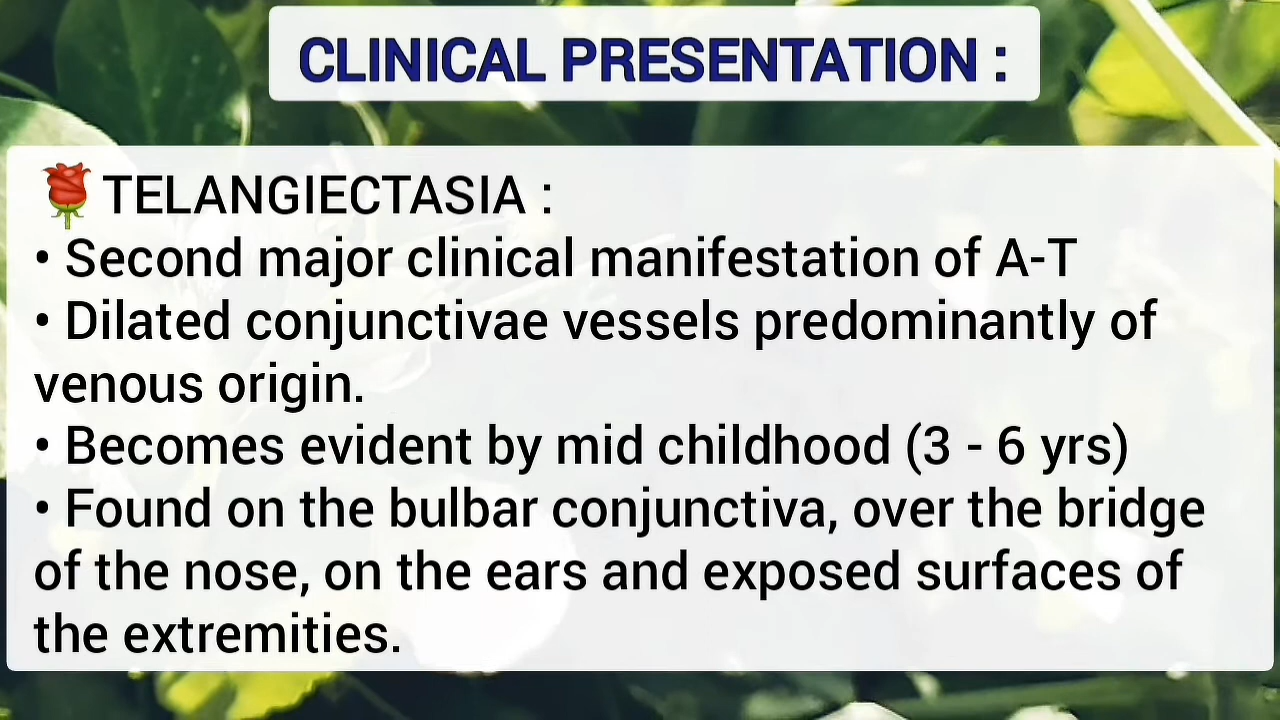 CLINICAL PRESENTATION :
🌹TELANGIECTASIA :
• Second major clinical manifestation of A-T
• Dilated conjunctivae vessels predominantly of
venous origin.
• Becomes evident by mid childhood (3 - 6 yrs)
• Found on the bulbar conjunctiva, over the bridge
of the nose, on the ears and exposed surfaces of
the extremities.